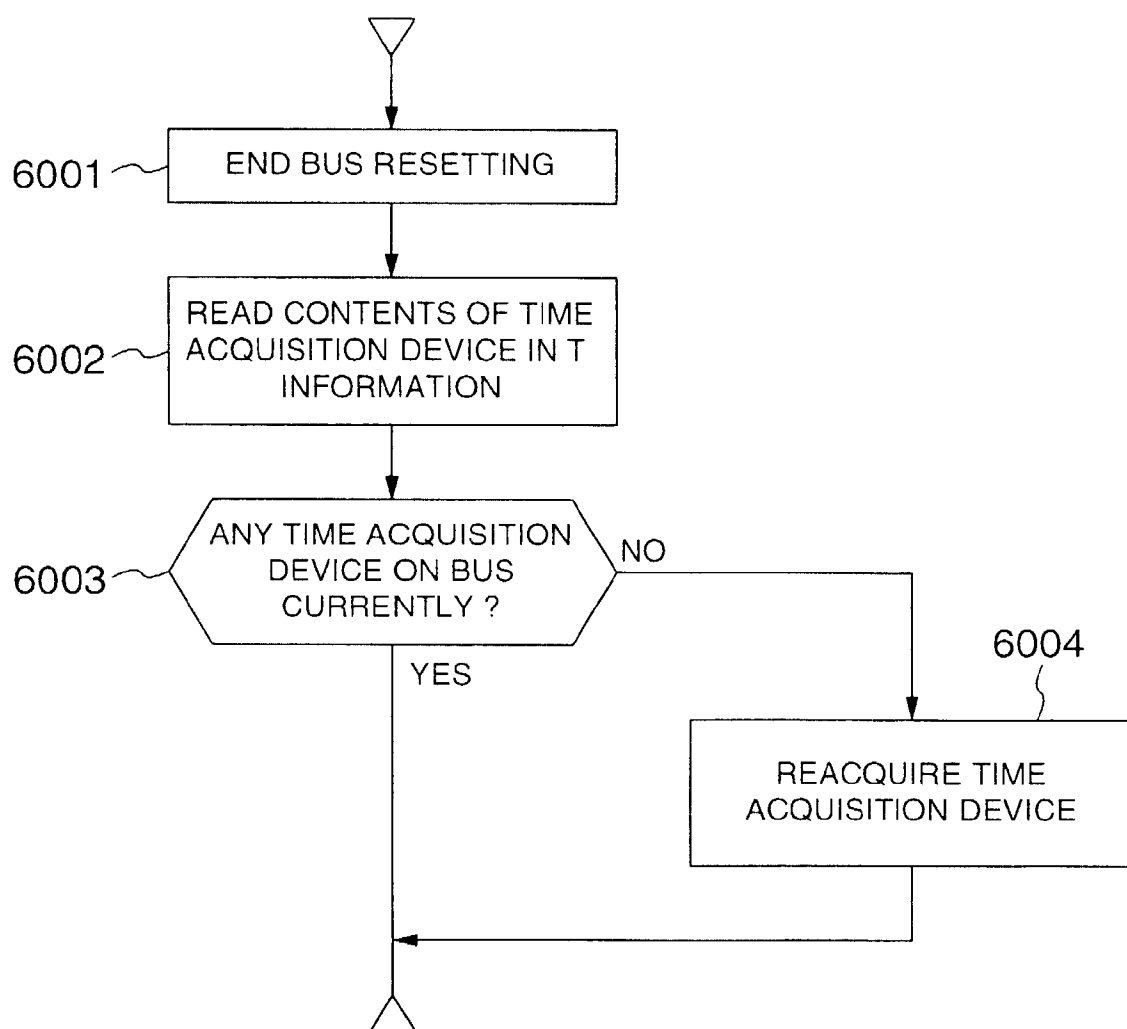 6001
END BUS RESETTING
6002
READ CONTENTS OF TIME
ACQUISITION DEVICE IN T
INFORMATION
6003
ANY TIME ACQUISITION
DEVICE ON BUS
CURRENTLY ?
NO
YES
6004
REACQUIRE TIME
ACQUISITION DEVICE